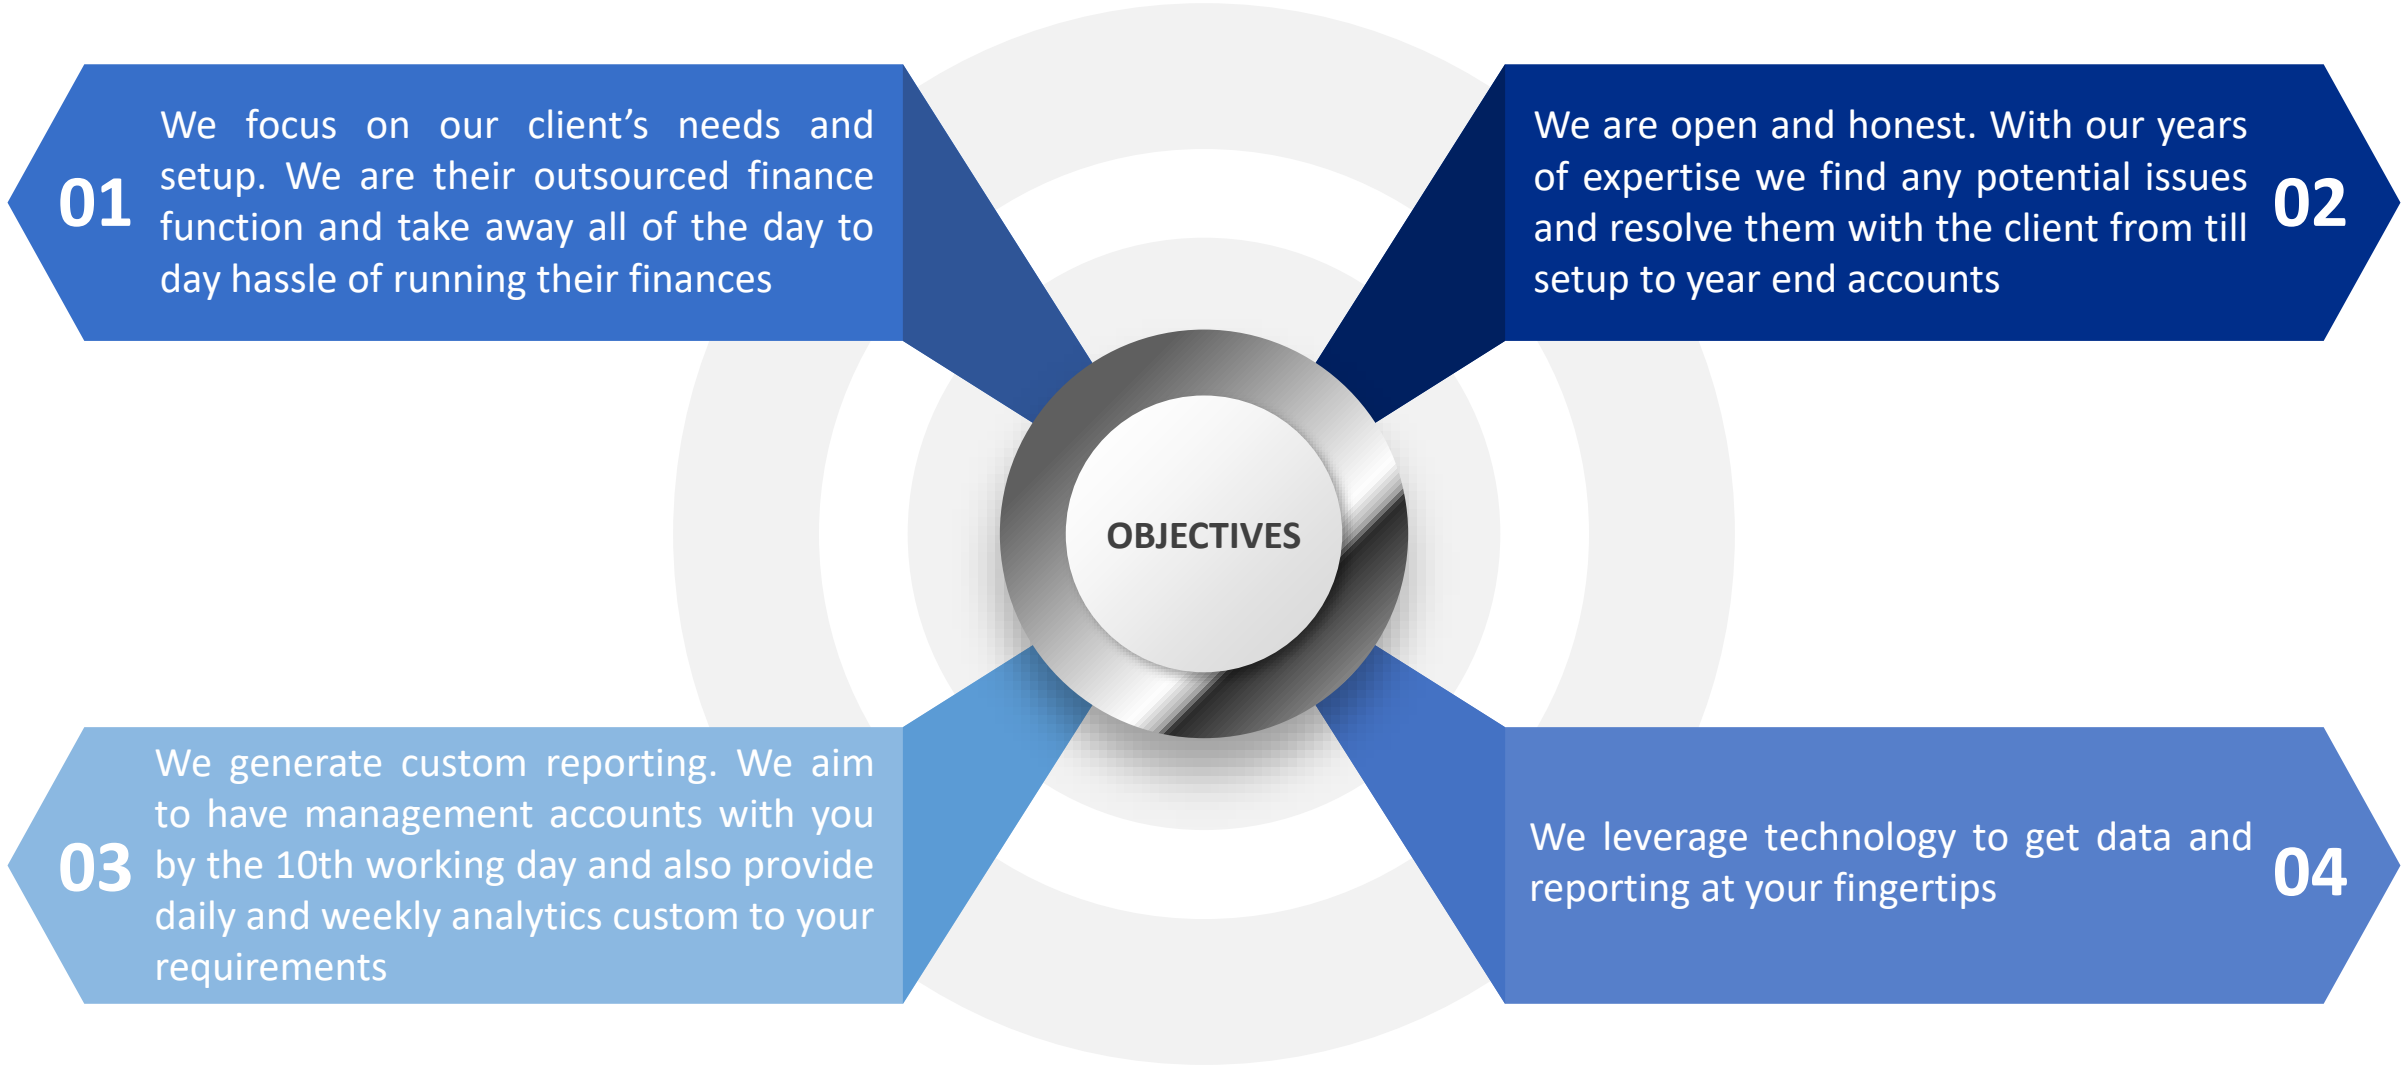 01
We focus on our client’s needs and
setup. We are their outsourced finance
function and take away all of the day to
day hassle of running their finances
We are open and honest. With our years
of expertise we find any potential issues
and resolve them with the client from till
setup to year end accounts
02
OBJECTIVES
03
We generate custom reporting. We aim
to have management accounts with you
by the 10th working day and also provide
daily and weekly analytics custom to your
requirements
We leverage technology to get data and
reporting at your fingertips
04